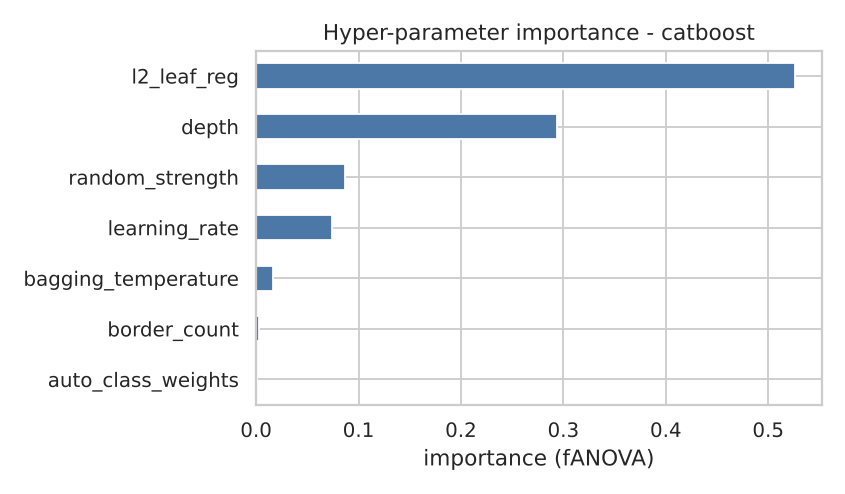 Hyper-parameter importance - catboost
l2_leaf_reg
depth
random_strength
learning_rate
bagging_temperature
border_count
auto_class_weights
0.0 0.1 0.2 0.3 0.4 0.5
importance (fANOVA)